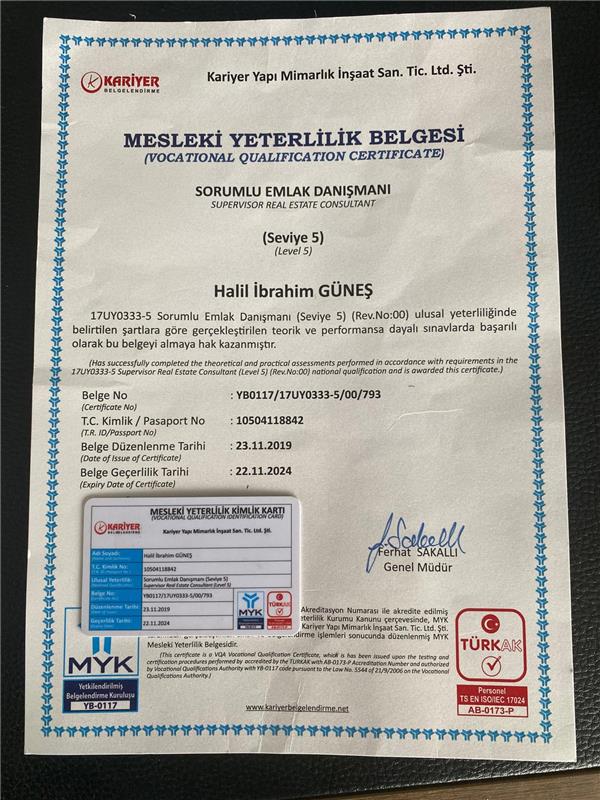 KARİYER
BELGELENDİRME
Kariyer Yapı Mimarlık İnşaat San. Tic. Ltd. Şti.
MESLEKİ YETERLİLİK BELGESİ
(VOCATIONAL QUALIFICATION CERTIFICATE)
SORUMLU EMLAK DANIŞMANI
SUPERVISOR REAL ESTATE CONSULTANT
(Seviye 5)
(Level 5)
Halil İbrahim GÜNEŞ
17UY0333-5 Sorumlu Emlak Danışmanı (Seviye 5) (Rev.No:00) ulusal yeterliliğinde
belirtilen şartlara göre gerçekleştirilen teorik ve performansa dayalı sınavlarda başarılı
olarak bu belgeyi almaya hak kazanmıştır.
(Has successfully completed the theoretical and practical assessments performed in accordance with requirements in the
17UY0333-5 Supervisor Real Estate Consultant (Level 5) (Rev.No:00) national qualification and is awarded this certificate.)
Belge No : YB0117/17UY0333-5/00/793
(Certificate No)
T.C. Kimlik / Pasaport No : 10504118842
(T.R. ID/Passport No)
Belge Düzenlenme Tarihi : 23.11.2019
(Date of Issue of Certificate)
Belge Geçerlilik Tarihi : 22.11.2024
(Expiry Date of Certificate)
MESLEKİ YETERLİLİK KİMLİK KARTI
(VOCATIONAL QUALIFICATION IDENTIFICATION CARD)
KARİYER
BELGELENDİRME
Kariyer Yapı Mimarlık İnşaat San. Tic. Ltd. Şti.
Adı Soyadı: Halil İbrahim GÜNEŞ
T.C. Kimlik No: 10504118842
Ulusal Yeterlilik: Sorumlu Emlak Danışmanı (Seviye 5)
Supervisor Real Estate Consultant (Level 5)
Belge No: YB0117/17UY0333-5/00/793
Düzenlenme Tarihi: 23.11.2019
Geçerlilik Tarihi: 22.11.2024
MYK
TÜRKAK
Ferhat SAKALLI
Genel Müdür
Akreditasyon Numarası ile akredite edilmiş
Yeterlilik Kurumu Kanunu çerçevesinde, MYK
Kariyer Yapı Mimarlık İnşaat San. Tic. Ltd. Şti.
işlemleri sonucunda düzenlenmiş MYK
Mesleki Yeterlilik Belgesidir.
(This certificate is a VQA Vocational Qualification Certificate, which is has been issued upon the testing and
certification procedures performed by accredited by the TÜRKAK with AB-0173-P Accreditation Number and authorized
by Vocational Qualifications Authority with YB-0117 code pursuant to the Law No. 5544 of 21/9/2006 on the Vocational
Qualifications Authority.)
MYK
Yetkilendirilmiş
Belgelendirme Kuruluşu
YB-0117
TÜRKAK
Personel
TS EN ISO/IEC 17024
AB-0173-P
www.kariyerbelgelendirme.net